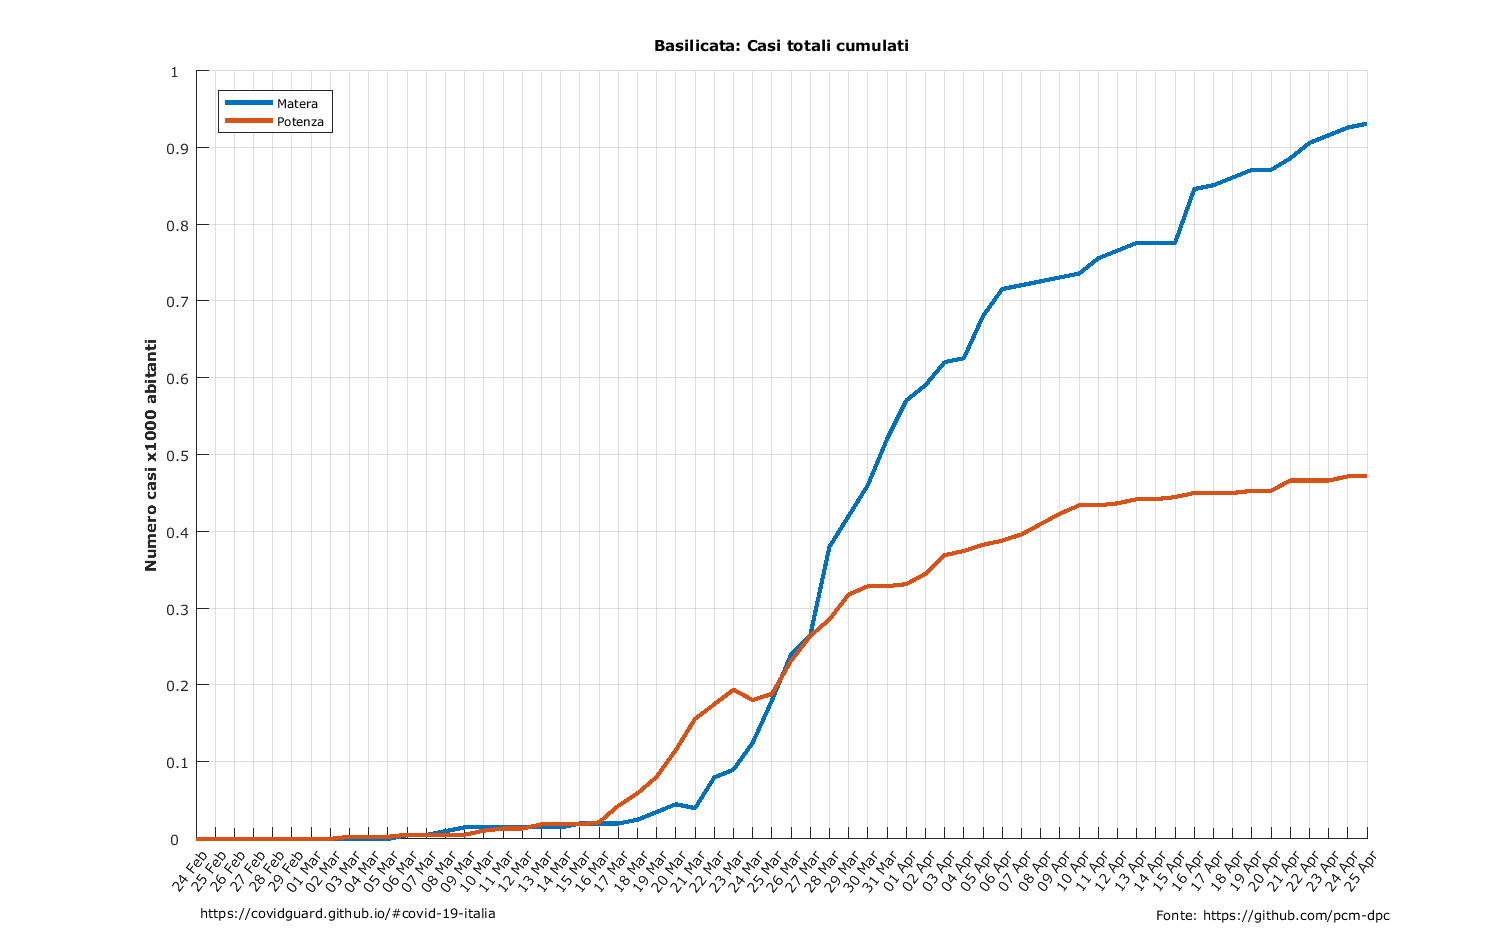 Basilicata: Casi totali cumulati
Numero casi x1000 abitanti
1
0.9
0.8
0.7
0.6
0.5
0.4
0.3
0.2
0.1
0
Matera
Potenza
24 Feb
25 Feb
26 Feb
27 Feb
28 Feb
29 Feb
01 Mar
02 Mar
03 Mar
04 Mar
05 Mar
06 Mar
07 Mar
08 Mar
09 Mar
10 Mar
11 Mar
12 Mar
13 Mar
14 Mar
15 Mar
16 Mar
17 Mar
18 Mar
19 Mar
20 Mar
21 Mar
22 Mar
23 Mar
24 Mar
25 Mar
26 Mar
27 Mar
28 Mar
29 Mar
30 Mar
31 Mar
01 Apr
02 Apr
03 Apr
04 Apr
05 Apr
06 Apr
07 Apr
08 Apr
09 Apr
10 Apr
11 Apr
12 Apr
13 Apr
14 Apr
15 Apr
16 Apr
17 Apr
18 Apr
19 Apr
20 Apr
21 Apr
22 Apr
23 Apr
24 Apr
25 Apr
https://covidguard.github.io/#covid-19-italia
Fonte: https://github.com/pcm-dpc